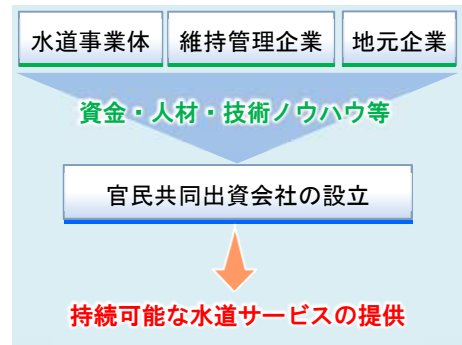 水道事業体 維持管理企業 地元企業
資金・人材・技術ノウハウ等
官民共同出資会社の設立
持続可能な水道サービスの提供